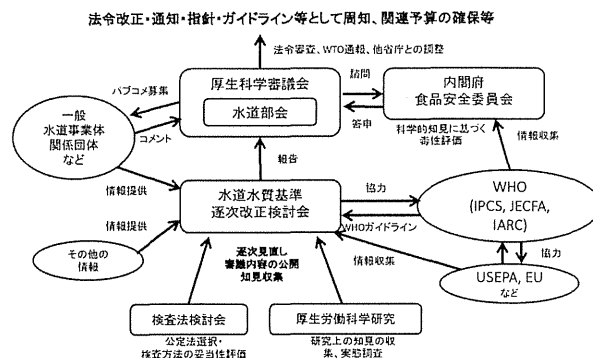 法令改正・通知・指針・ガイドライン等として周知、関連予算の確保等
法令審査、WTO通報、他省庁との調整
パブコメ募集
厚生科学審議会
水道部会
諮問
答申
内閣府
食品安全委員会
科学的知見に基づく
毒性評価
情報収集
一般
水道事業体
関係団体
など
コメント
報告
情報提供
水道水質基準
逐次改正検討会
協力
WHOガイドライン
WHO
(IPCS, JECFA,
IARC)
情報提供
その他の
情報
逐次見直し
審議内容の公開
知見収集
情報収集
協力
USEPA, EU
など
検査法検討会
公定法選択・
検査方法の妥当性評価
厚生労働科学研究
研究上の知見の収
集、実態調査